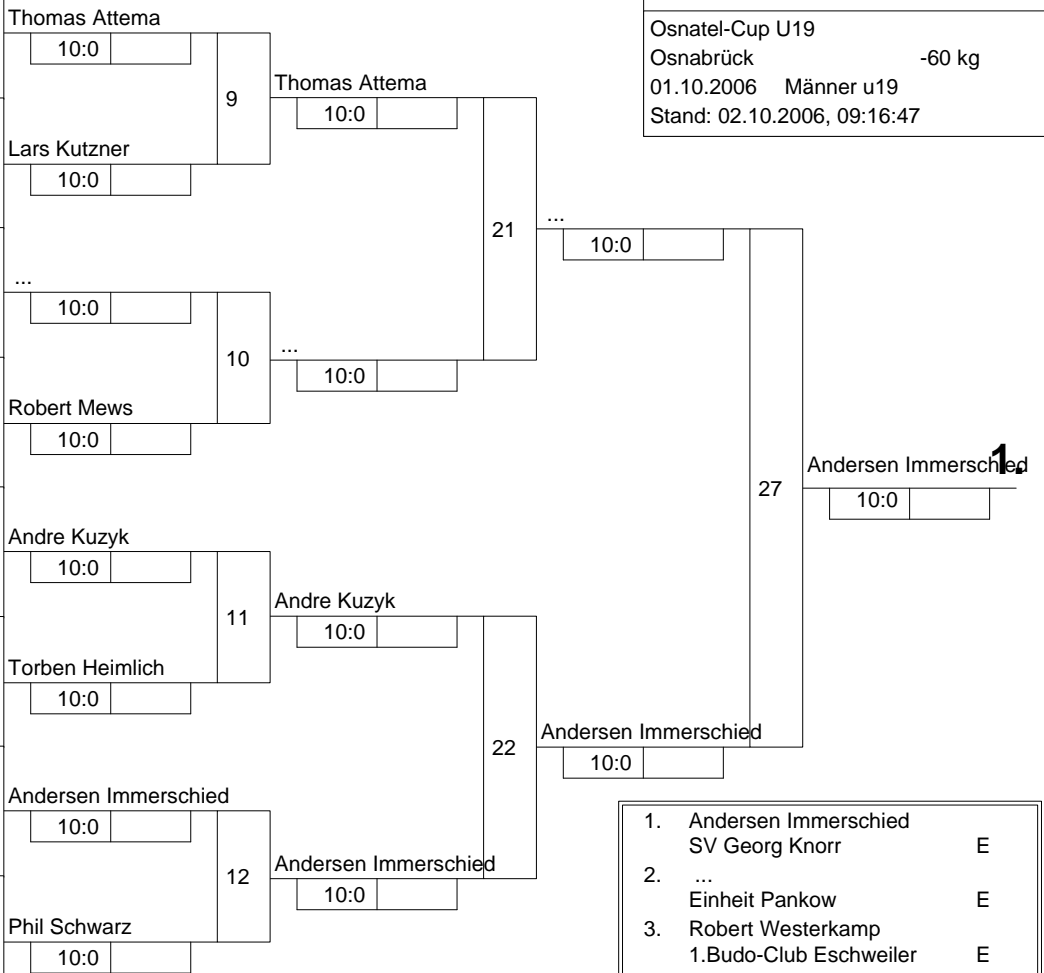 Osnatel-Cup U19
Osnabrück -60 kg
01.10.2006 Männer u19
Stand: 02.10.2006, 09:16:47
Thomas Attema
10:0
9
Thomas Attema
10:0
Lars Kutzner
10:0
21
...
10:0
...
10:0
10
...
10:0
Robert Mews
10:0
27
Andersen Immerschied 1.
10:0
Andre Kuzyk
10:0
11
Andre Kuzyk
10:0
Torben Heimlich
10:0
22
Andersen Immerschied
10:0
Andersen Immerschied
10:0
12
Andersen Immerschied
10:0
Phil Schwarz
10:0
1. Andersen Immerschied
SV Georg Knorr E
2. ...
Einheit Pankow E
3. Robert Westerkamp
1.Budo-Club Eschweiler E